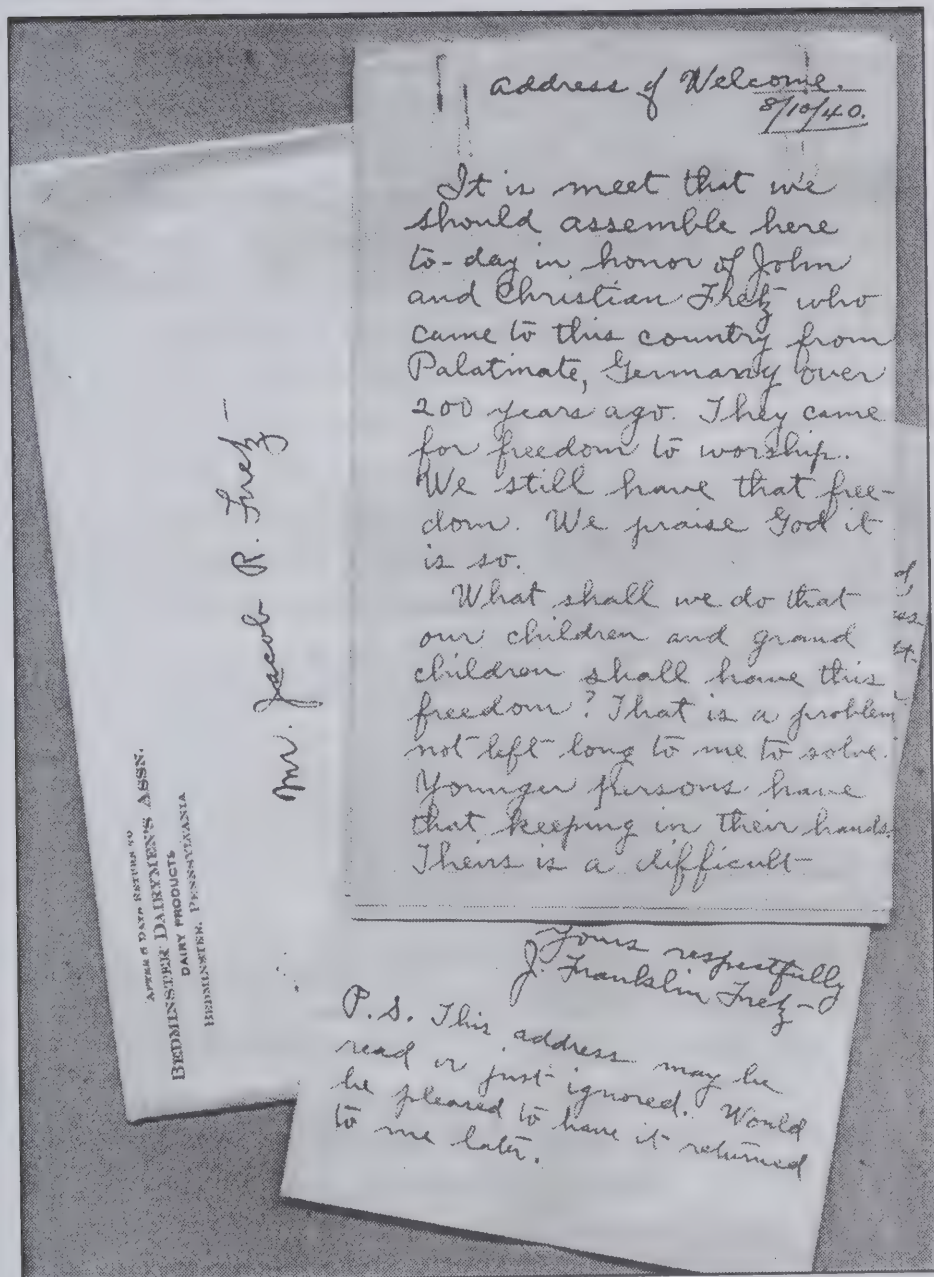 Address of Welcome.
8/10/40.
It is meet that we
should assemble here
to-day in honor of John
and Christian Fretz who
came to this country from
Palatinate, Germany over
200 years ago. They came
for freedom to worship.
We still have that free-
dom. We praise God it
is so.
What shall we do that
our children and grand
children shall have this
freedom? That is a problem
not left long to me to solve.
Younger persons have
that keeping in their hands.
Theirs is a difficult
of
Yours respectfully
J. Franklin Fretz
P.S. This address may be
read or just ignored. Would
be pleased to have it returned
to me later.
Mr. Jacob R. Fretz
AFTER 5 DAYS RETURN TO
BEDMINSTER DAIRYMEN'S ASSN.
DAIRY PRODUCTS
BEDMINSTER, PENNSYLVANIA